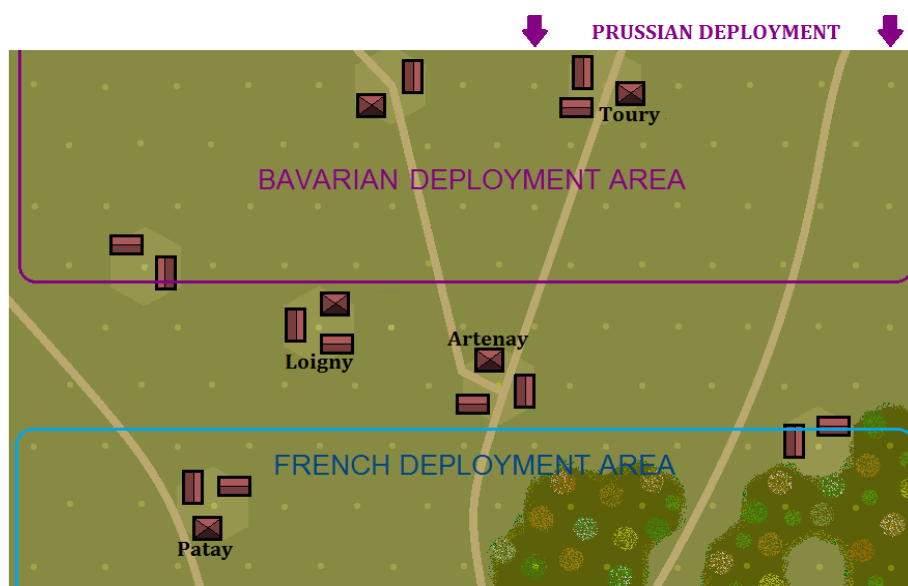 PRUSSIAN DEPLOYMENT
Toury
BAVARIAN DEPLOYMENT AREA
Artenay
Loigny
FRENCH DEPLOYMENT AREA
Patay